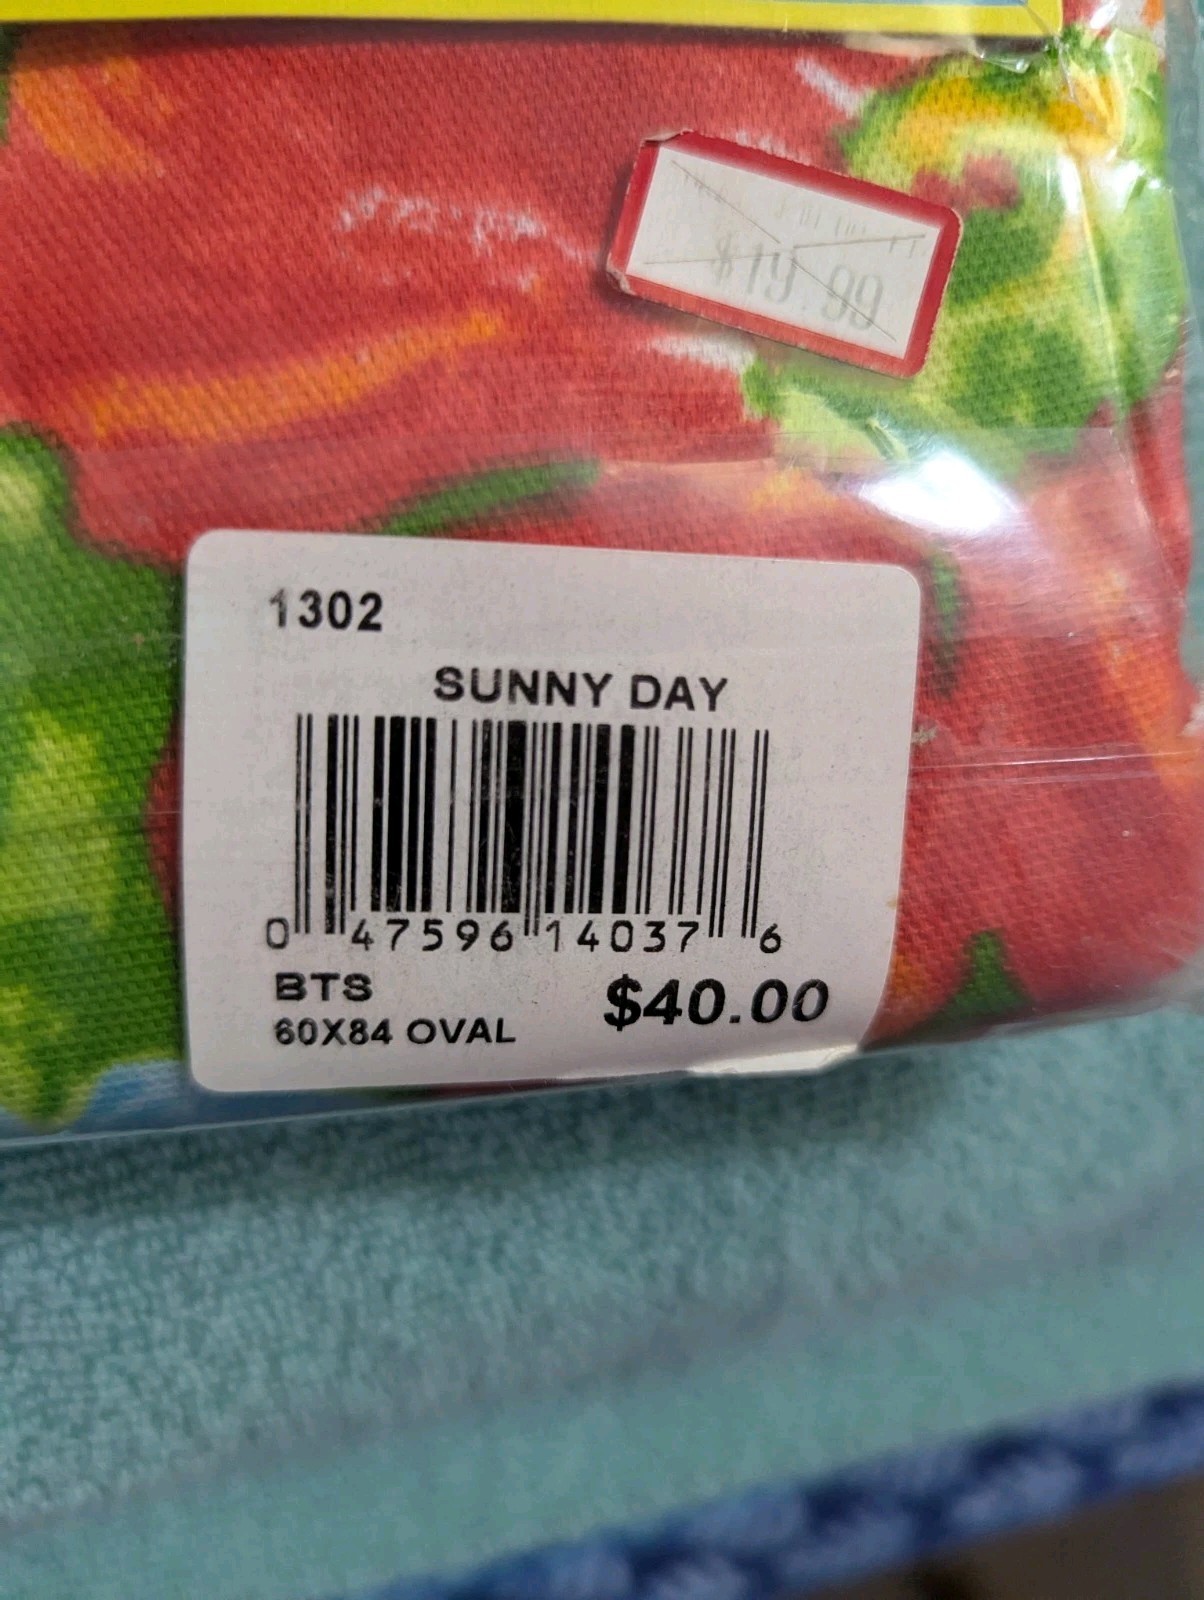 $19.99
1302
SUNNY DAY
0 47596 14037 6
BTS $40.00
60X84 OVAL